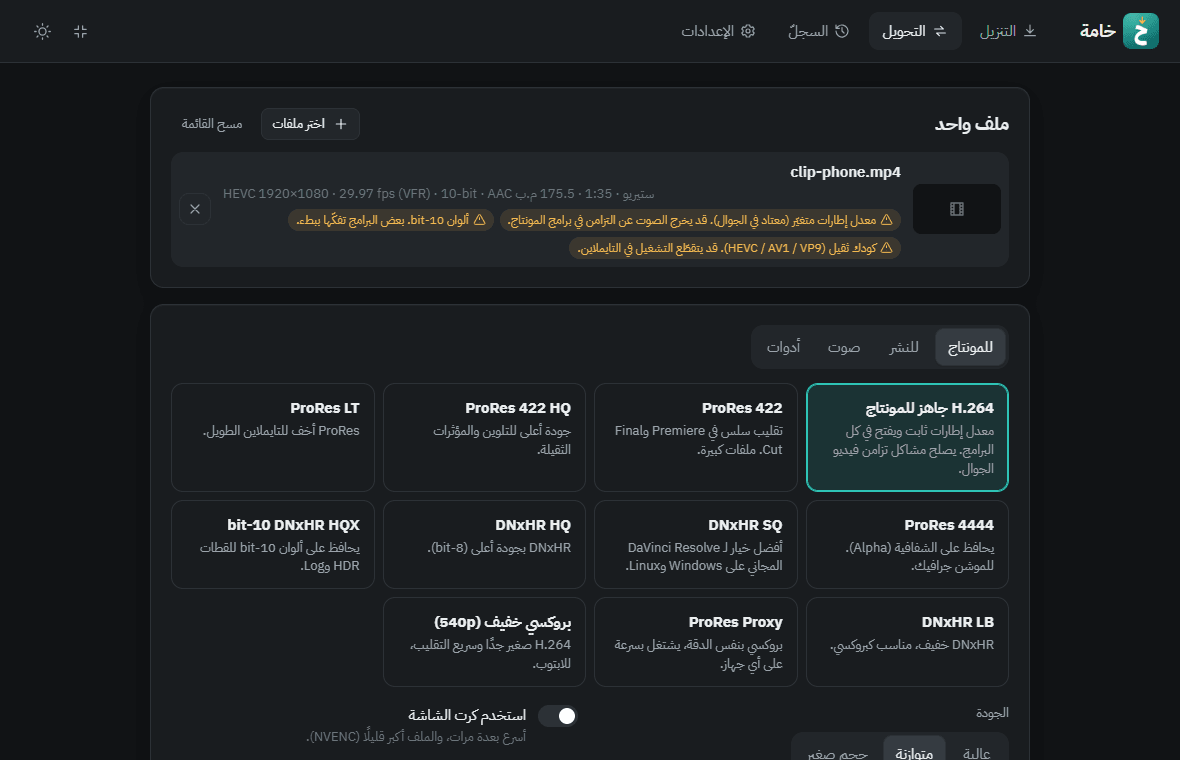 خامة
التنزيل
التحويل
السجلّ
الإعدادات
ملف واحد
اختر ملفات
مسح القائمة
clip-phone.mp4
HEVC 1920×1080 · 29.97 fps (VFR) · 10-bit · AAC ستيريو · 1:35 · 175.5 م.ب
معدل إطارات متغيّر (معتاد في الجوال). قد يخرج الصوت عن التزامن في برامج المونتاج.
ألوان 10-bit. بعض البرامج تفكّها ببطء.
كودك ثقيل (HEVC / AV1 / VP9). قد يتقطّع التشغيل في التايملاين.
للمونتاج
للنشر
صوت
أدوات
H.264 جاهز للمونتاج
معدل إطارات ثابت ويفتح في كل
البرامج. يصلح مشاكل تزامن فيديو
الجوال.
ProRes 422
تقليب سلس في Premiere وFinal
Cut. ملفات كبيرة.
ProRes 422 HQ
جودة أعلى للتلوين والمؤثرات
الثقيلة.
ProRes LT
ProRes أخف للتايملاين الطويل.
ProRes 4444
يحافظ على الشفافية (Alpha).
للموشن جرافيك.
DNxHR SQ
أفضل خيار لـ DaVinci Resolve
المجاني على Windows وLinux.
DNxHR HQ
DNxHR بجودة أعلى (8-bit).
DNxHR HQX 10-bit
يحافظ على ألوان 10-bit للقطات
HDR وLog.
DNxHR LB
DNxHR خفيف، مناسب كبروكسي.
ProRes Proxy
بروكسي بنفس الدقة، يشتغل بسرعة
على أي جهاز.
بروكسي خفيف (540p)
H.264 صغير جدًا وسريع التقليب،
للابتوب.
الجودة
عالية
متوازنة
حجم صغير
استخدم كرت الشاشة
أسرع بعدة مرات، والملف أكبر قليلًا (NVENC).